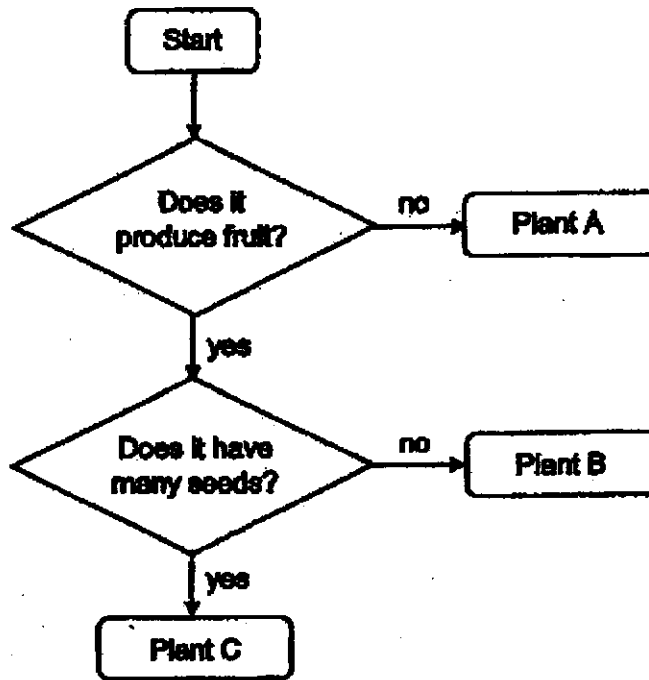 Start
Does it
produce fruit?
no
Plant A
yes
Does it have
many seeds?
no
Plant B
yes
Plant C